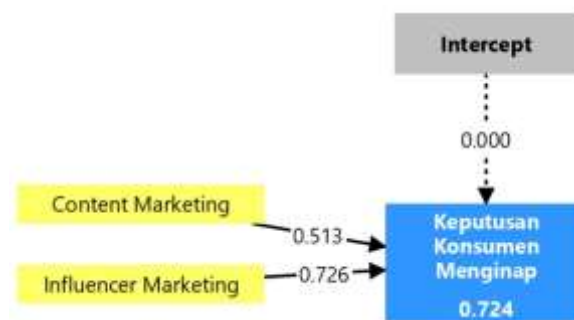 Intercept
0.000
Content Marketing
0.513
Influencer Marketing
0.726
Keputusan
Konsumen
Menginap
0.724